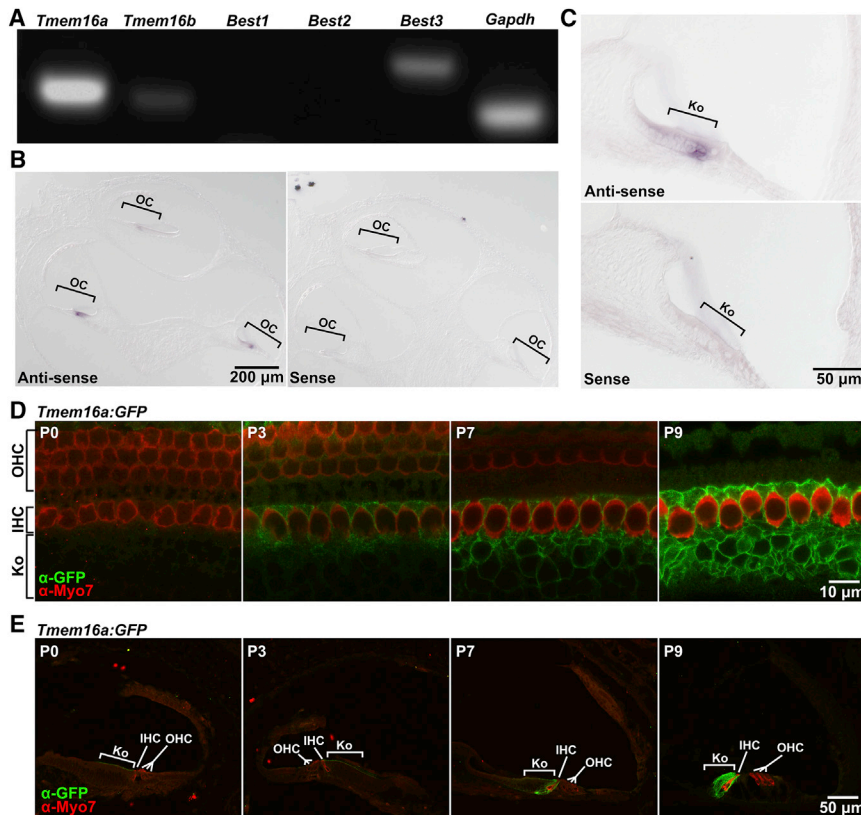 A
Tmem16a Tmem16b Best1 Best2 Best3 Gapdh
B
OC
OC
OC
Anti-sense
200 μm
OC
OC
OC
Sense
C
Ko
Anti-sense
Ko
Sense
50 μm
D
Tmem16a:GFP
OHC
IHC
Ko
P0
P3
P7
P9
α-GFP
α-Myo7
10 μm
E
Tmem16a:GFP
P0
Ko
IHC
OHC
α-GFP
α-Myo7
P3
OHC
IHC
Ko
P7
Ko
IHC
OHC
P9
Ko
IHC
OHC
50 μm